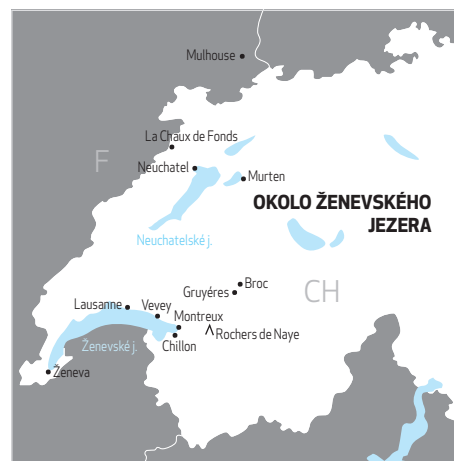 Mulhouse
La Chaux de Fonds
F
Neuchatel
Murten
OKOLO ŽENEVSKÉHO
JEZERA
Neuchatelské j.
Broc
Gruyéres
CH
Lausanne
Vevey
Montreux
Rochers de Naye
Ženevské j.
Chillon
Ženeva